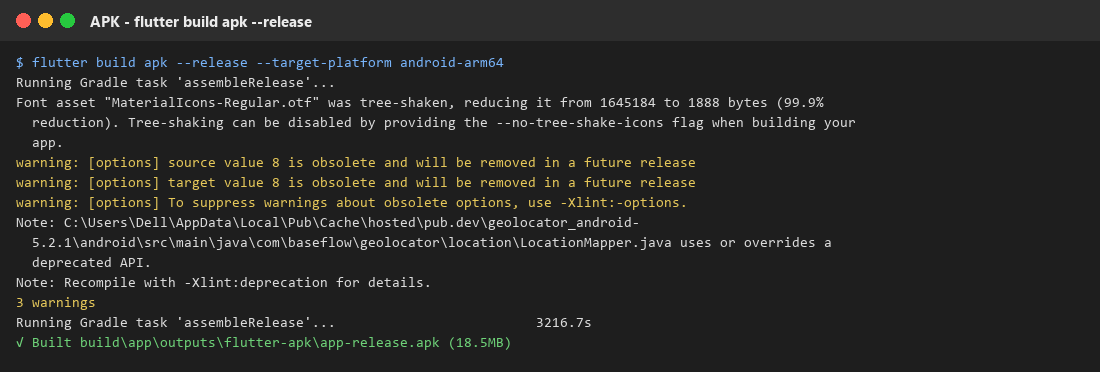 APK - flutter build apk --release
$ flutter build apk --release --target-platform android-arm64
Running Gradle task 'assembleRelease'...
Font asset "MaterialIcons-Regular.otf" was tree-shaken, reducing it from 1645184 to 1888 bytes (99.9%
reduction). Tree-shaking can be disabled by providing the --no-tree-shake-icons flag when building your
app.
warning: [options] source value 8 is obsolete and will be removed in a future release
warning: [options] target value 8 is obsolete and will be removed in a future release
warning: [options] To suppress warnings about obsolete options, use -Xlint:-options.
Note: C:\Users\Dell\AppData\Local\Pub\Cache\hosted\pub.dev\geolocator_android-
5.2.1\android\src\main\java\com\baseflow\geolocator\location\LocationMapper.java uses or overrides a
deprecated API.
Note: Recompile with -Xlint:deprecation for details.
3 warnings
Running Gradle task 'assembleRelease'... 3216.7s
√ Built build\app\outputs\flutter-apk\app-release.apk (18.5MB)